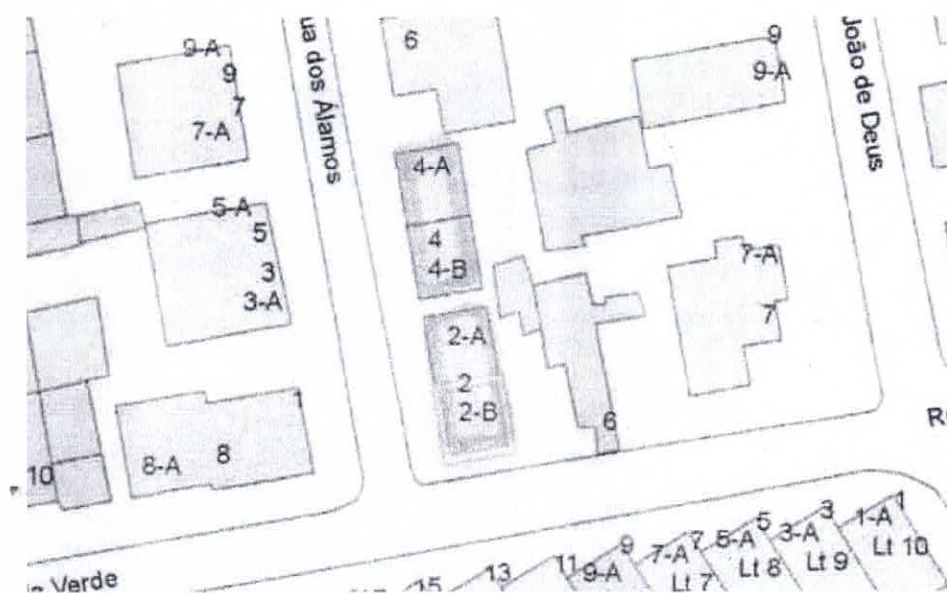 9-A
9
7
7-A
ua dos Álamos
6
9
9-A
João de Deus
4-A
4
4-B
5-A
5
3
3-A
7-A
7
2-A
2
2-B
1
8
8-A
10
6
R
Verde
15
13
11
9
9-A
7
7-A
Lt 7
5
5-A
Lt 8
3
3-A
Lt 9
1
1-A
Lt 10